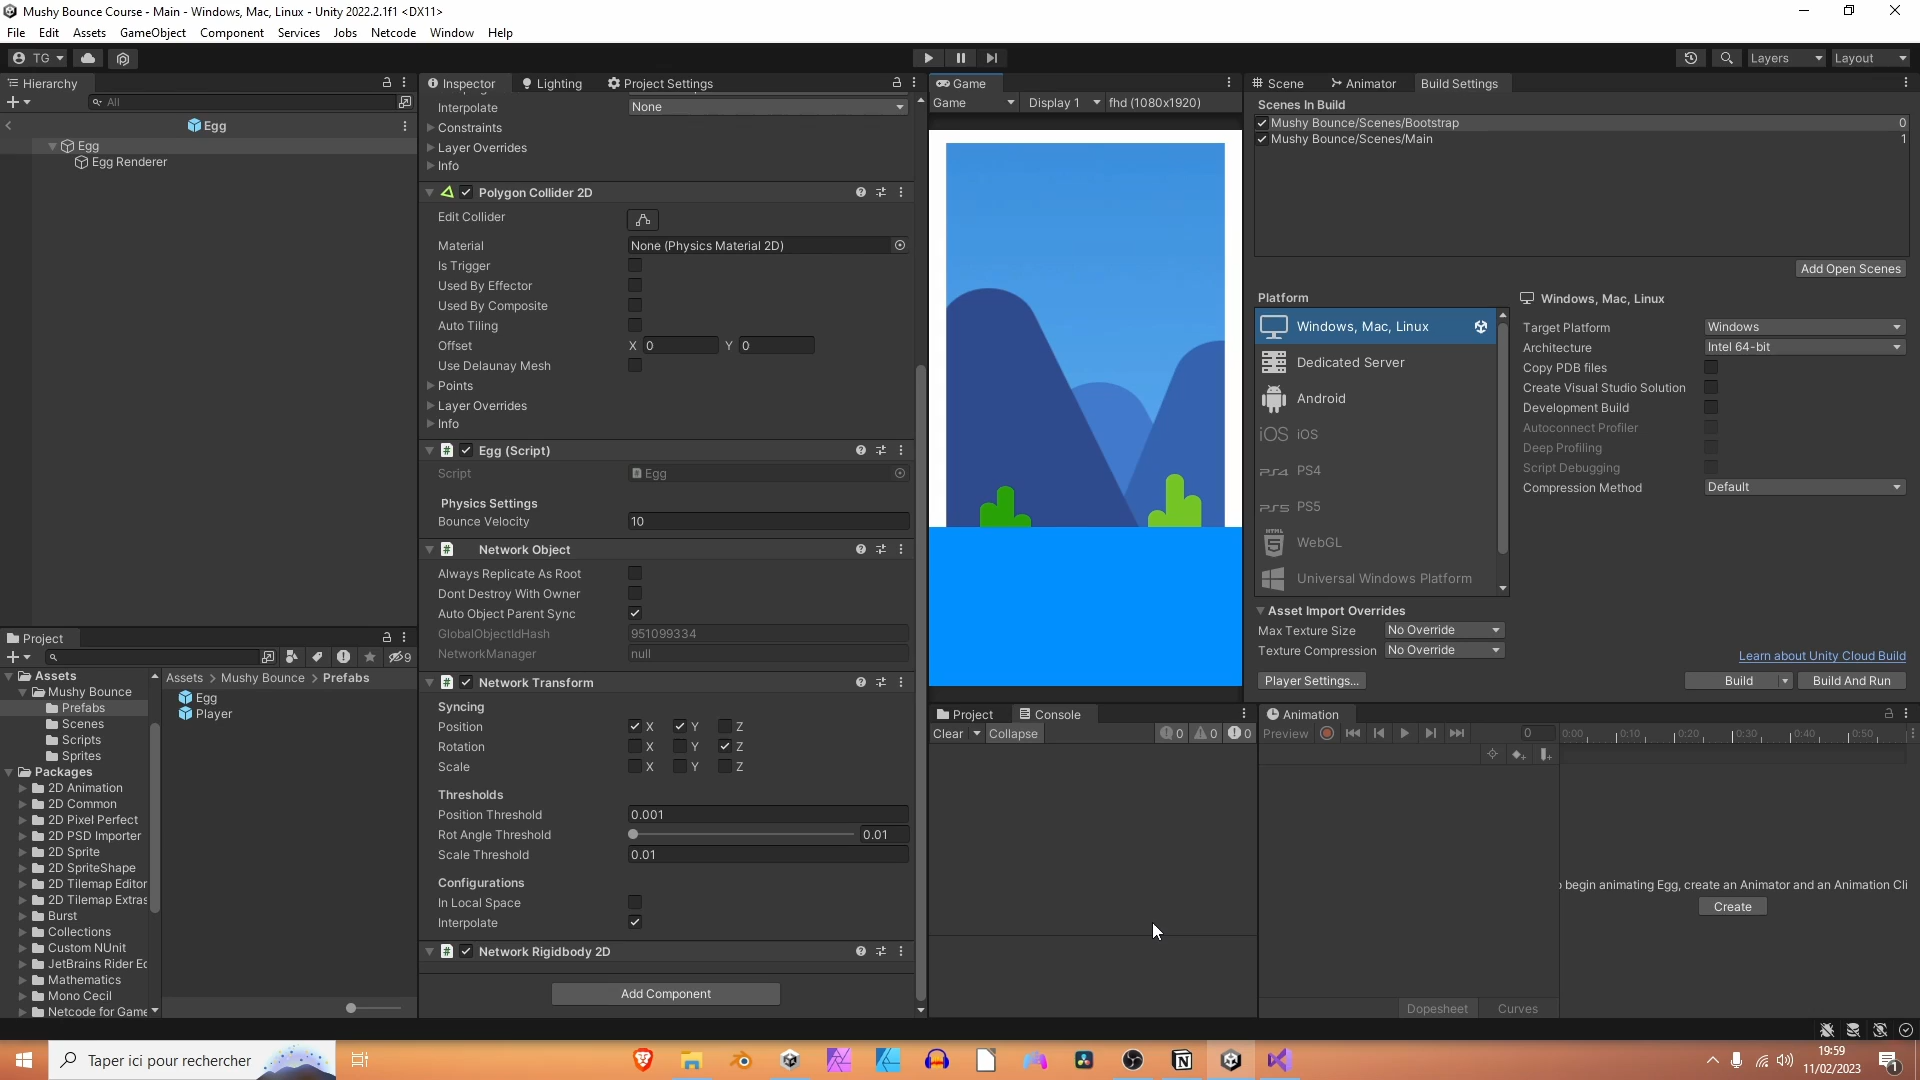 Mushy Bounce Course - Main - Windows, Mac, Linux - Unity 2022.2.1f1 <DX11>
File Edit Assets GameObject Component Services Jobs Netcode Window Help
TG Layers Layout
Hierarchy
All
Egg
Egg
Egg Renderer
Inspector Lighting Project Settings
Interpolate None
Constraints
Layer Overrides
Info
Polygon Collider 2D
Edit Collider
Material None (Physics Material 2D)
Is Trigger
Used By Effector
Used By Composite
Auto Tiling
Offset X 0 Y 0
Use Delaunay Mesh
Points
Layer Overrides
Info
Egg (Script)
Script Egg
Physics Settings
Bounce Velocity 10
Network Object
Always Replicate As Root
Dont Destroy With Owner
Auto Object Parent Sync
GlobalObjectIdHash 951099334
NetworkManager null
Network Transform
Syncing
Position X Y Z
Rotation X Y Z
Scale X Y Z
Thresholds
Position Threshold 0.001
Rot Angle Threshold 0.01
Scale Threshold 0.01
Configurations
In Local Space
Interpolate
Network Rigidbody 2D
Add Component
Game
Game Display 1 fhd (1080x1920)
Scene Animator Build Settings
Scenes In Build
Mushy Bounce/Scenes/Bootstrap 0
Mushy Bounce/Scenes/Main 1
Add Open Scenes
Platform
Windows, Mac, Linux
Dedicated Server
Android
iOS iOS
PS4 PS4
PS5 PS5
WebGL
Universal Windows Platform
Windows, Mac, Linux
Target Platform Windows
Architecture Intel 64-bit
Copy PDB files
Create Visual Studio Solution
Development Build
Autoconnect Profiler
Deep Profiling
Script Debugging
Compression Method Default
Asset Import Overrides
Max Texture Size No Override
Texture Compression No Override
Learn about Unity Cloud Build
Player Settings... Build Build And Run
Project
9
Assets
Mushy Bounce
Prefabs
Scenes
Scripts
Sprites
Packages
2D Animation
2D Common
2D Pixel Perfect
2D PSD Importer
2D Sprite
2D SpriteShape
2D Tilemap Editor
2D Tilemap Extras
Burst
Collections
Custom NUnit
JetBrains Rider Ed
Mathematics
Mono Cecil
Netcode for Game
Assets > Mushy Bounce > Prefabs
Egg
Player
Project Console
Clear Collapse 0 0 0
Animation
Preview 0 0:00 0:10 0:20 0:30 0:40 0:50
begin animating Egg, create an Animator and an Animation Cli
Create
Dopesheet Curves
Taper ici pour rechercher
19:59
11/02/2023
1